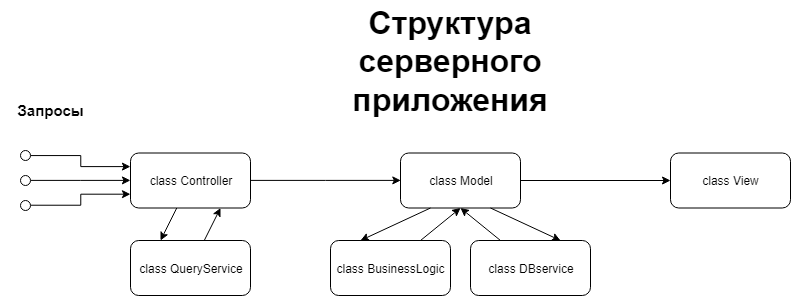 Структура
серверного
приложения
Запросы
class Controller
class Model
class View
class QueryService
class BusinessLogic
class DBservice